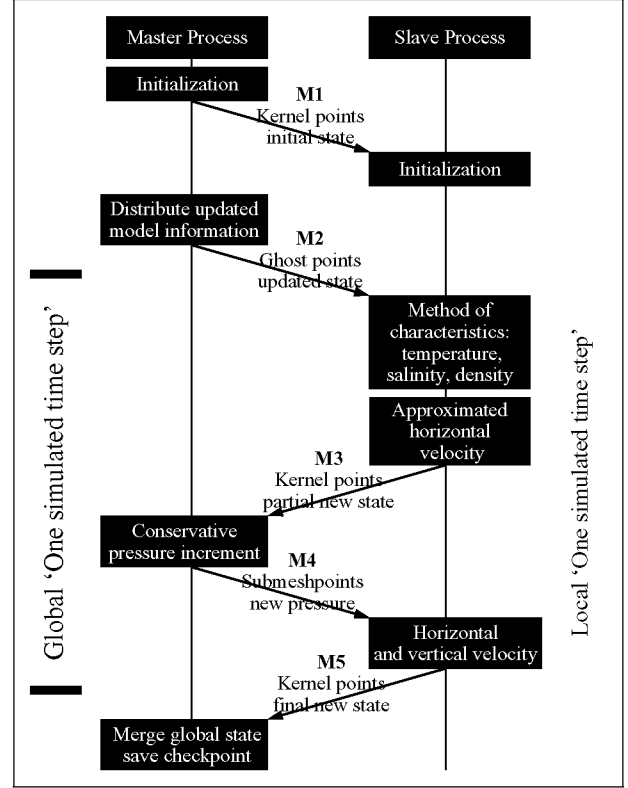 Master Process
Slave Process
Initialization
M1
Kernel points
initial state
Initialization
Distribute updated
model information
M2
Ghost points
updated state
Method of
characteristics:
temperature,
salinity, density
Approximated
horizontal
velocity
M3
Kernel points
partial new state
Conservative
pressure increment
M4
Submeshpoints
new pressure
Horizontal
and vertical velocity
M5
Kernel points
final new state
Merge global state
save checkpoint
Global ‘One simulated time step’
Local ‘One simulated time step’